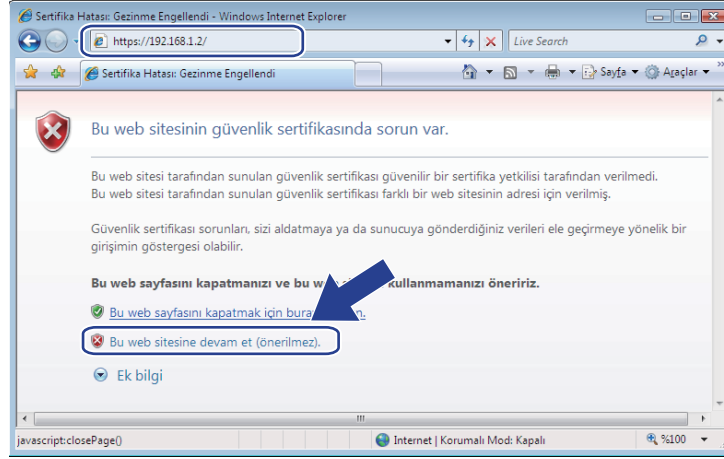 Sertifika Hatası: Gezinme Engellendi - Windows Internet Explorer
https://192.168.1.2/
Live Search
Sertifika Hatası: Gezinme Engellendi
Sayfa
Araçlar
Bu web sitesinin güvenlik sertifikasında sorun var.
Bu web sitesi tarafından sunulan güvenlik sertifikası güvenilir bir sertifika yetkilisi tarafından verilmedi.
Bu web sitesi tarafından sunulan güvenlik sertifikası farklı bir web sitesinin adresi için verilmiş.
Güvenlik sertifikası sorunları, sizi aldatmaya ya da sunucuya gönderdiğiniz verileri ele geçirmeye yönelik bir
girişimin göstergesi olabilir.
Bu web sayfasını kapatmanızı ve bu kullanmamanızı öneririz.
Bu web sayfasını kapatmak için
Bu web sitesine devam et (önerilmez).
Ek bilgi
javascript:closePage()
Internet | Korumalı Mod: Kapalı
%100